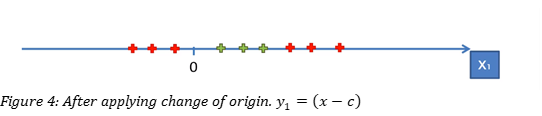 0
X₁
Figure 4: After applying change of origin. y₁ = (x − c)